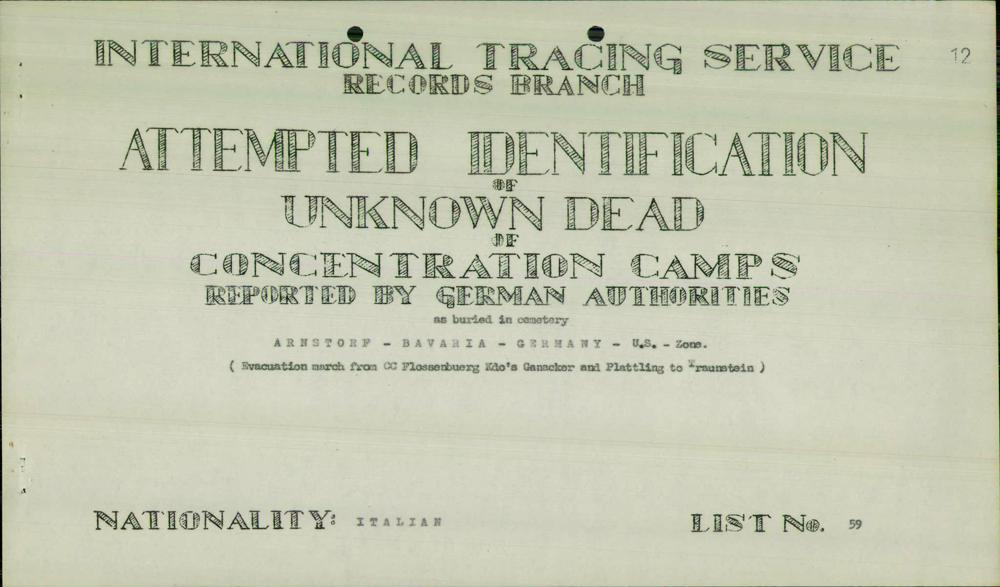 INTERNATIONAL TRACING SERVICE 12
RECORDS BRANCH
ATTEMPTED IDENTIFICATION
OF
UNKNOWN DEAD
OF
CONCENTRATION CAMPS
REPORTED BY GERMAN AUTHORITIES
as buried in cemetery
ARNSTORF - BAVARIA - GERMANY - U.S. - Zone.
( Evacuation march from CC Flossenbuerg Kdo's Ganacker and Plattling to Traunstein )
NATIONALITY: ITALIAN LIST No. 59